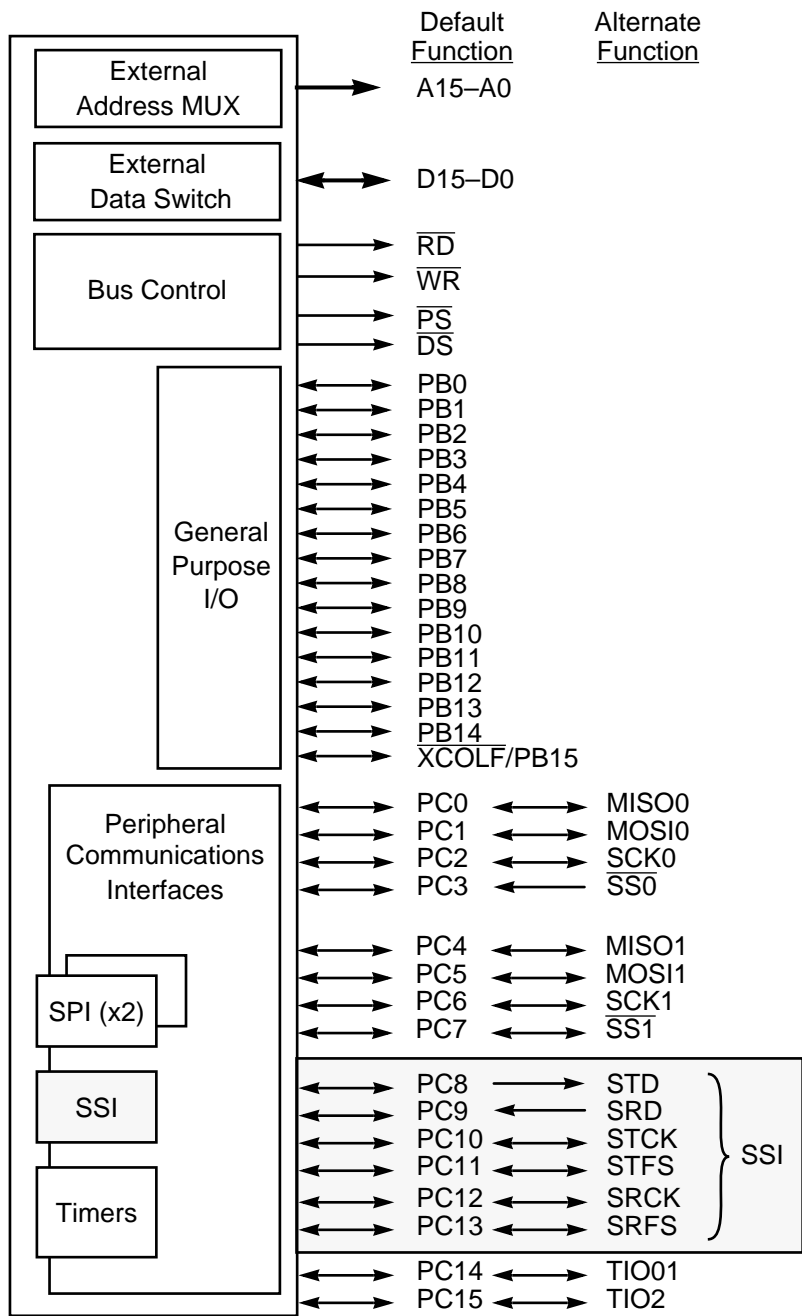 Default Alternate
Function Function
External
Address MUX
A15–A0
External
Data Switch
D15–D0
Bus Control
RD
WR
PS
DS
General
Purpose
I/O
PB0
PB1
PB2
PB3
PB4
PB5
PB6
PB7
PB8
PB9
PB10
PB11
PB12
PB13
PB14
XCOLF/PB15
Peripheral
Communications
Interfaces
PC0 MISO0
PC1 MOSI0
PC2 SCK0
PC3 SS0
PC4 MISO1
PC5 MOSI1
PC6 SCK1
PC7 SS1
SPI (x2)
SSI
Timers
PC8 STD
PC9 SRD
PC10 STCK
PC11 STFS
PC12 SRCK
PC13 SRFS
SSI
PC14 TIO01
PC15 TIO2